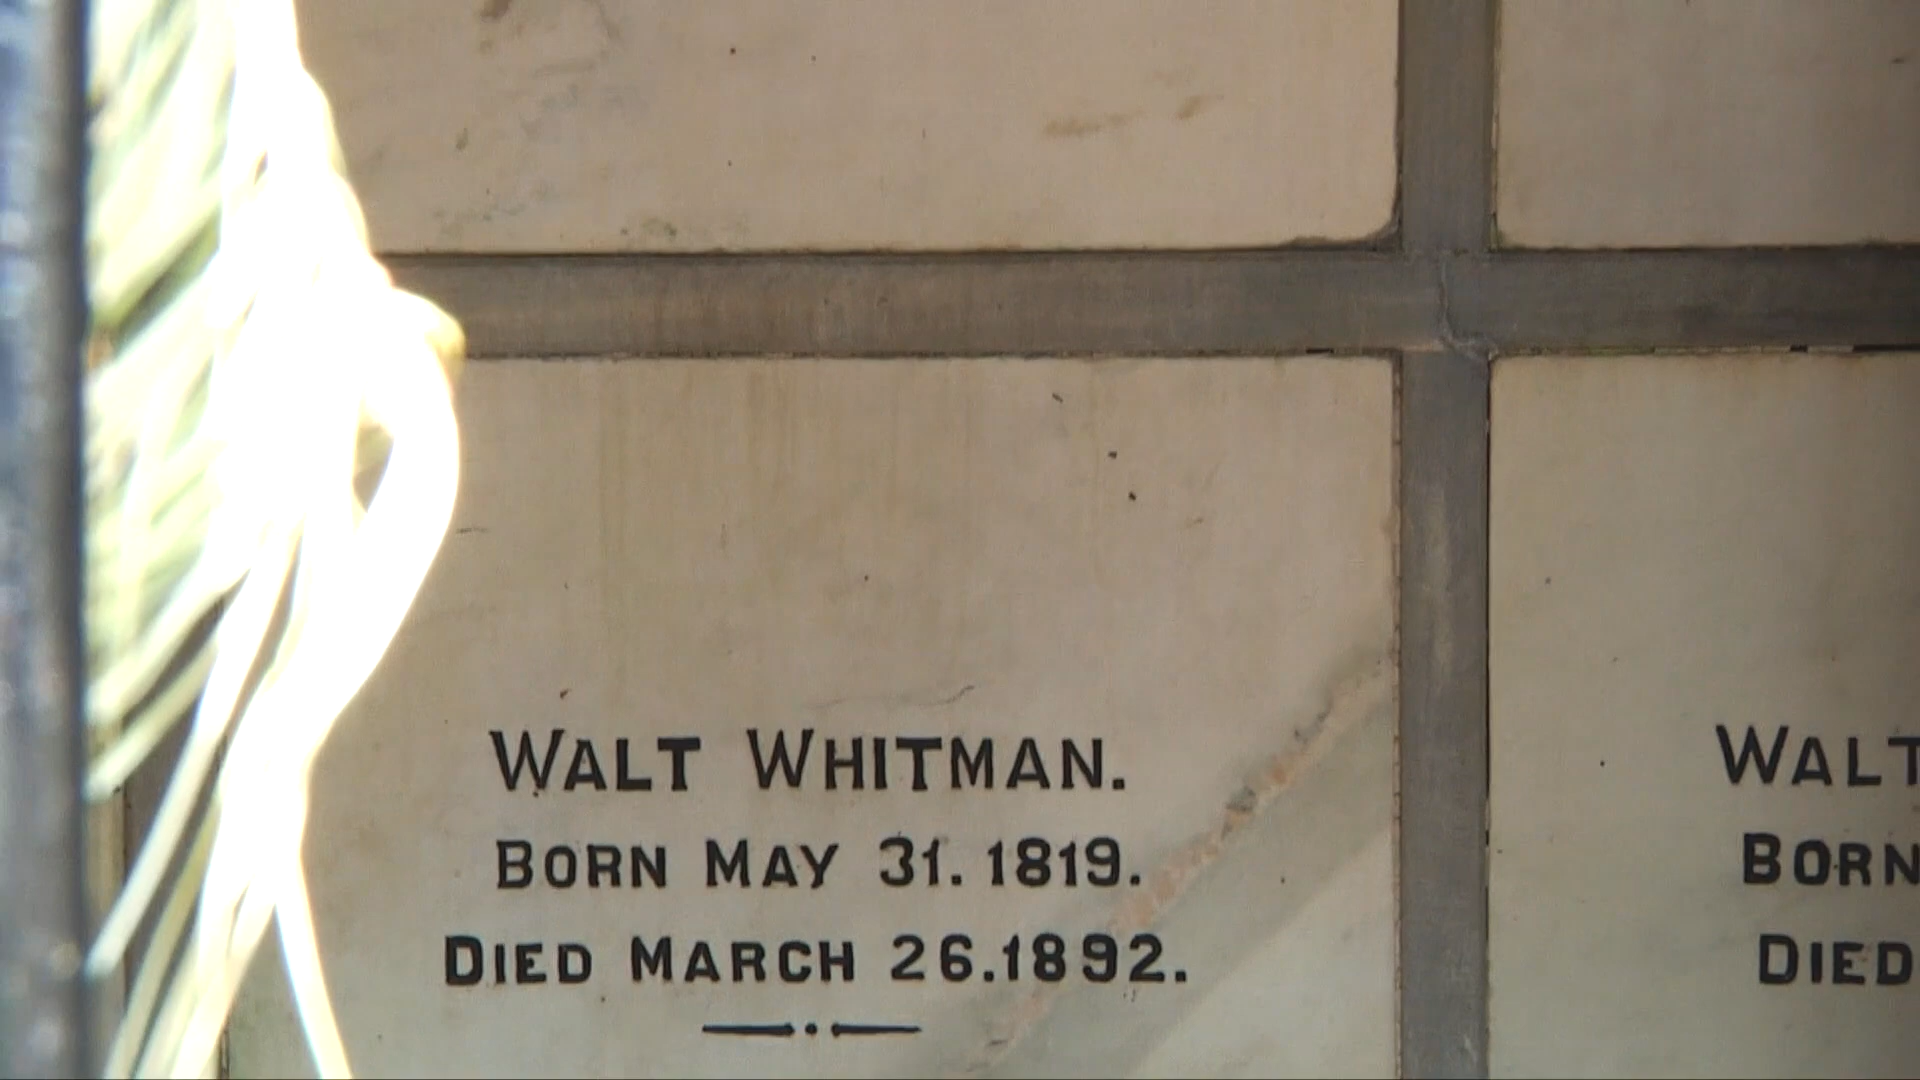 WALT WHITMAN.
BORN MAY 31. 1819.
DIED MARCH 26.1892.
WALT
BORN
DIED